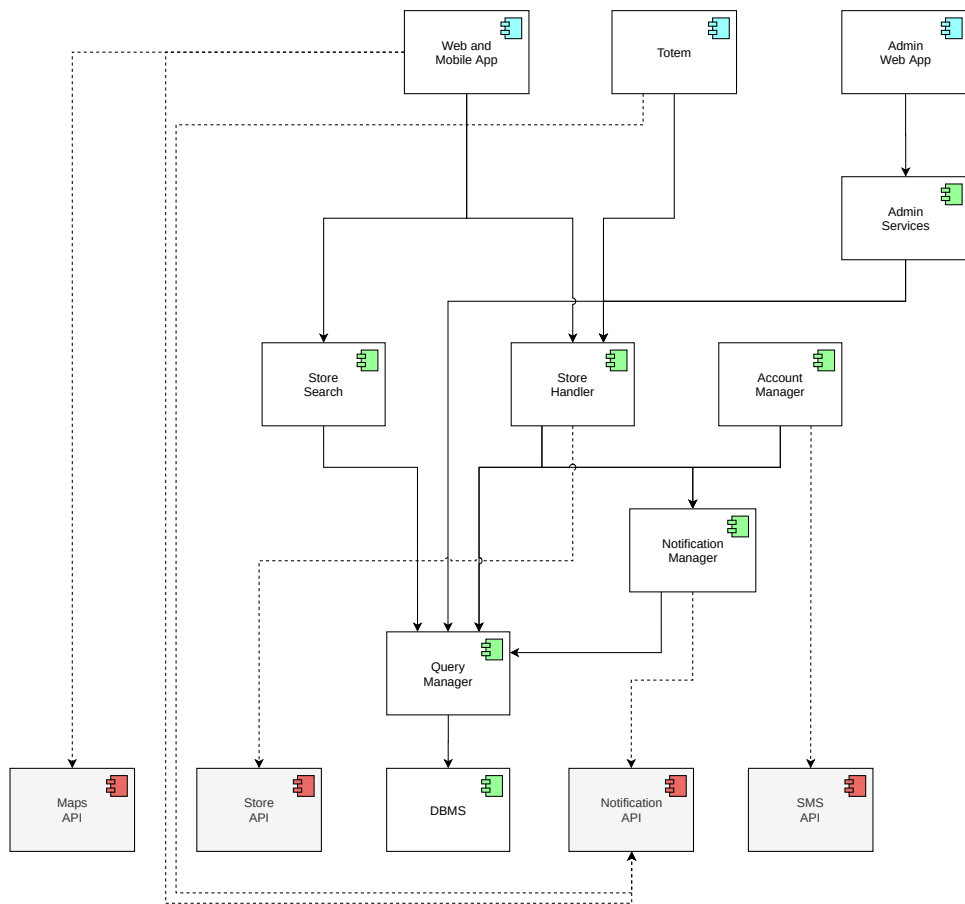 Web and
Mobile App
Totem
Admin
Web App
Admin
Services
Store
Search
Store
Handler
Account
Manager
Notification
Manager
Query
Manager
Maps
API
Store
API
DBMS
Notification
API
SMS
API